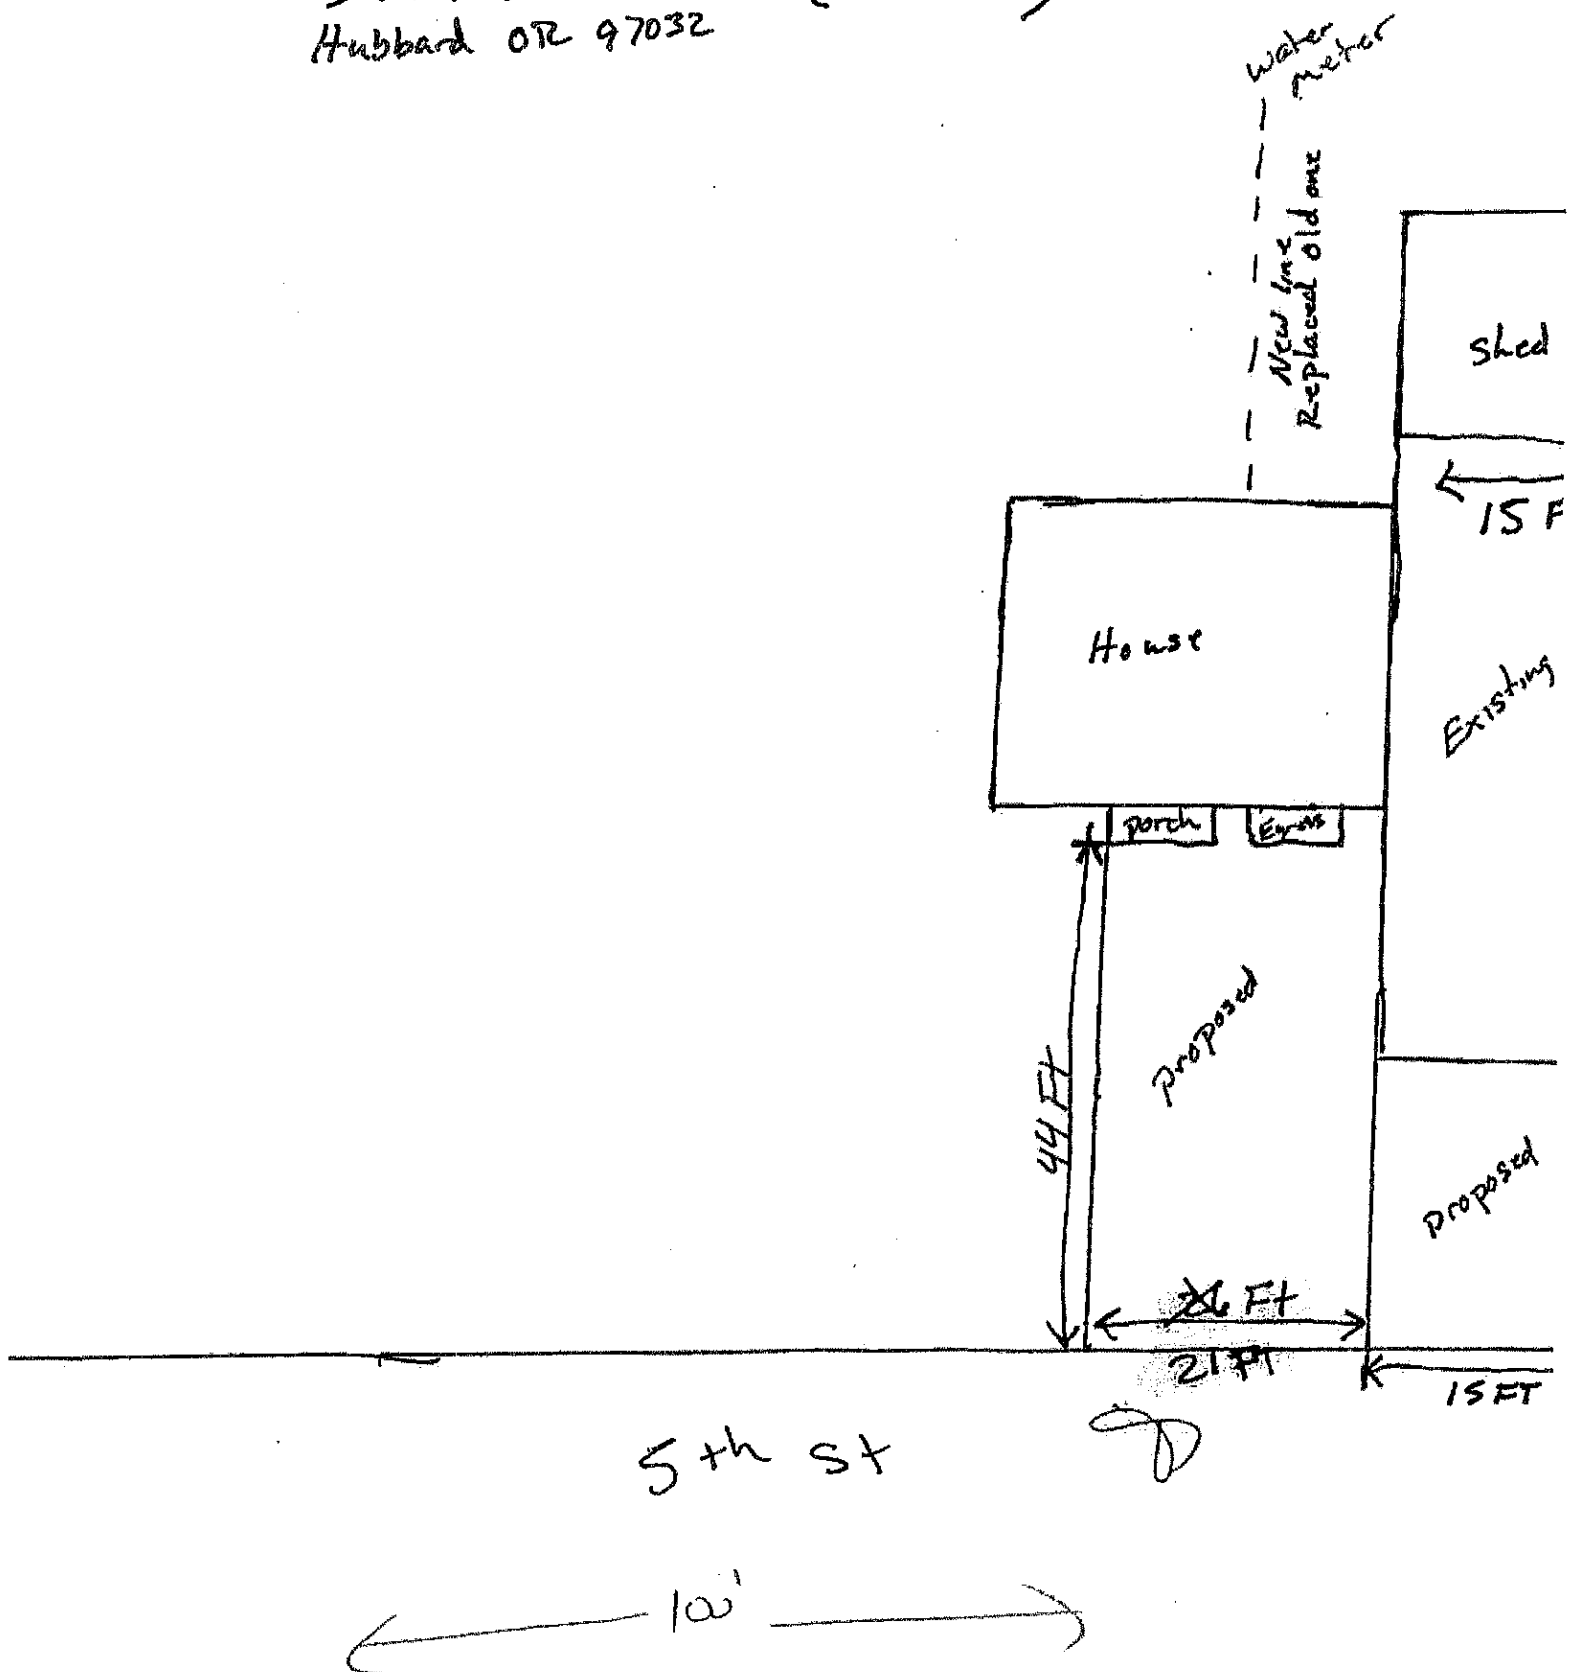 Hubbard OR 97032
water
meter
New line
Replaced old one
Shed
15 F
House
Existing
porch
Egress
proposed
44 Ft
proposed
Ft
21 FT
15 FT
5th St
100'